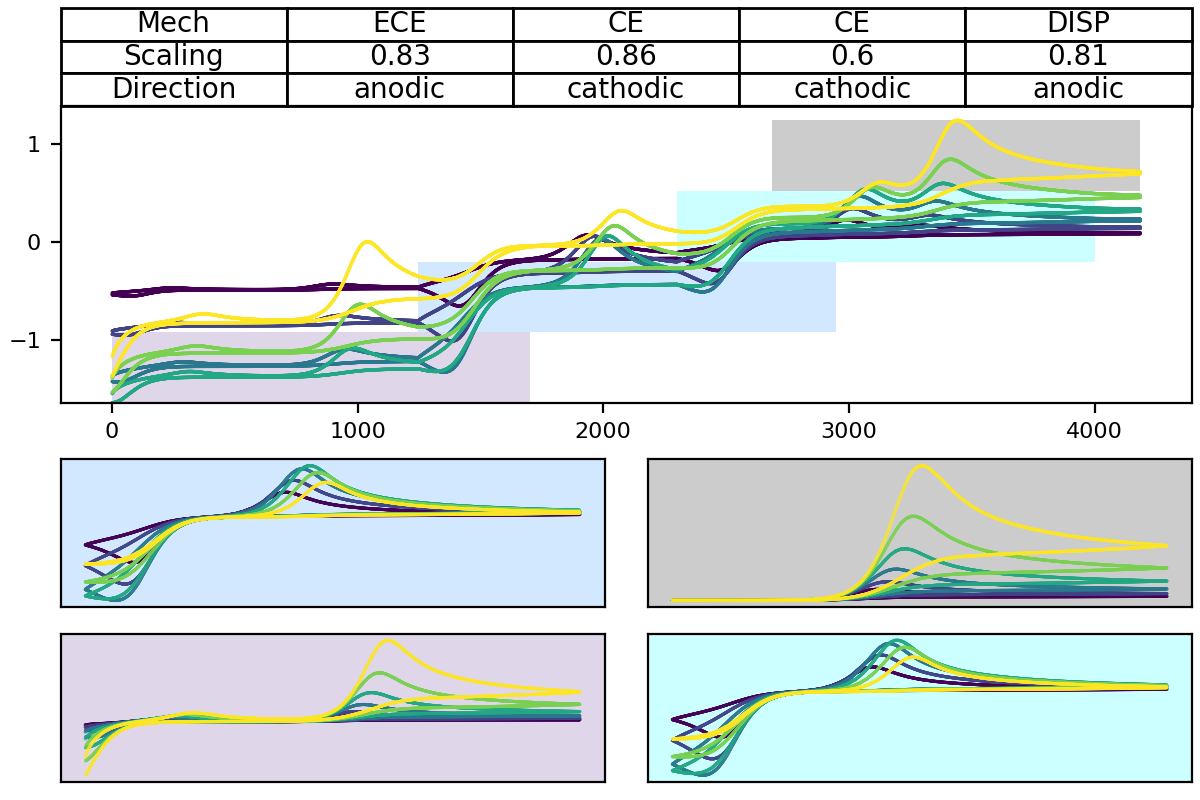 Mech ECE CE CE DISP
Scaling 0.83 0.86 0.6 0.81
Direction anodic cathodic cathodic anodic
1
0
−1
0 1000 2000 3000 4000